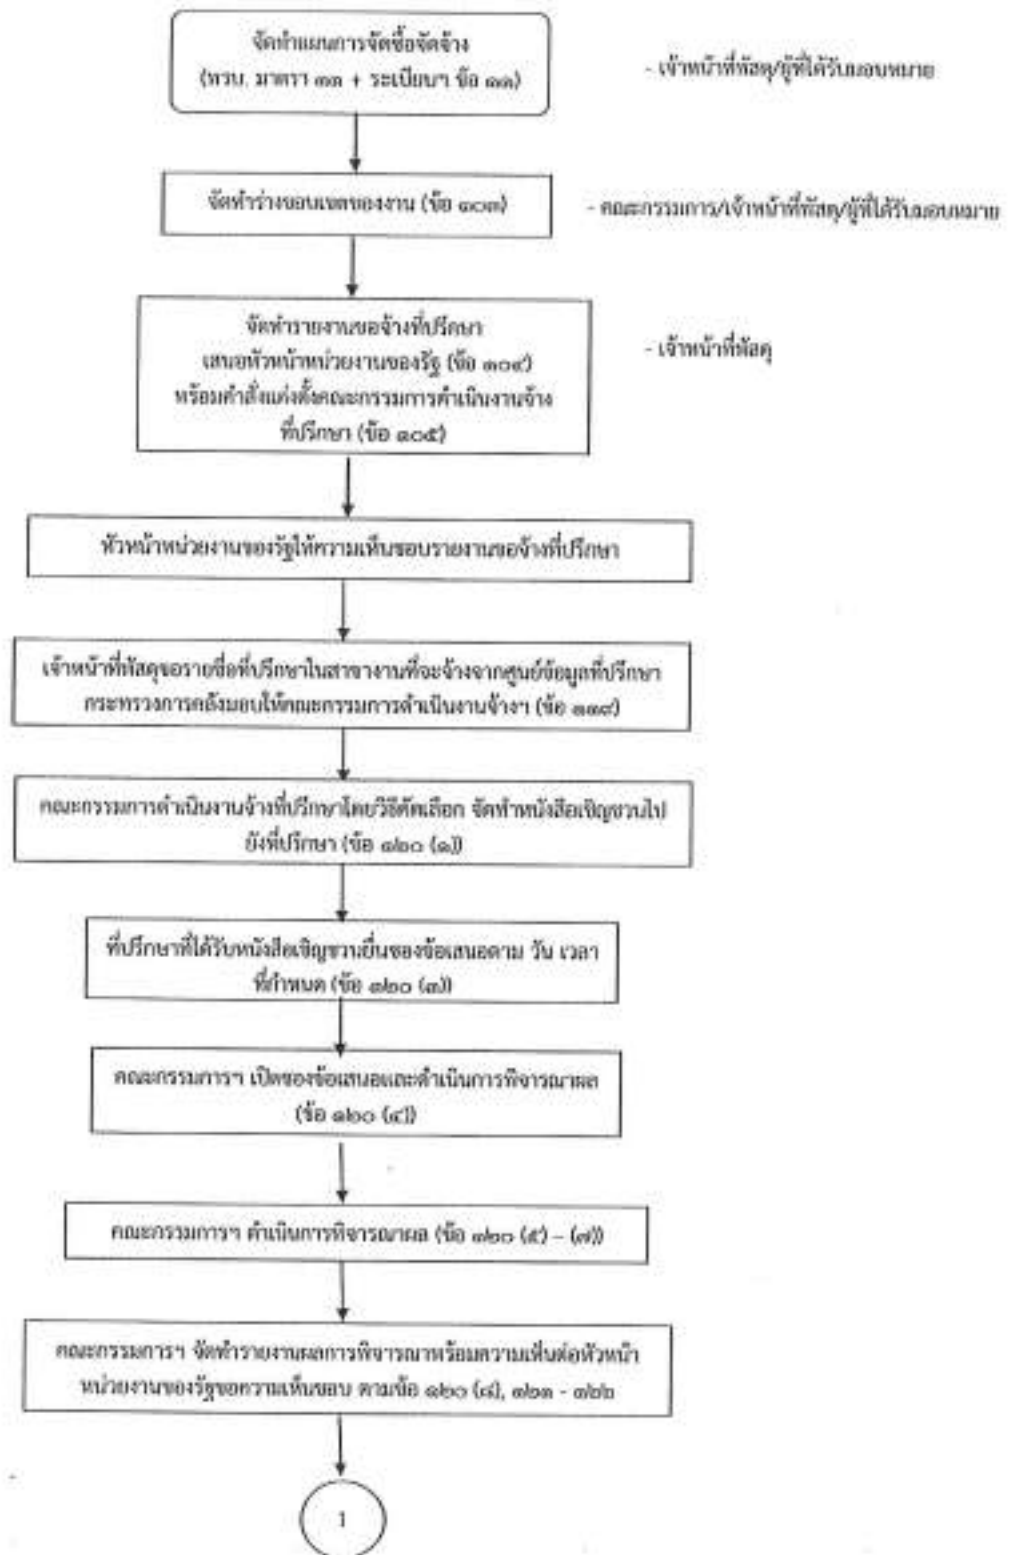 จัดทำแผนการจัดซื้อจัดจ้าง
(พรบ. มาตรา ๑๑ + ระเบียบฯ ข้อ ๑๑)
- เจ้าหน้าที่พัสดุ/ผู้ที่ได้รับมอบหมาย
จัดทำร่างขอบเขตของงาน (ข้อ ๑๐๓)
- คณะกรรมการ/เจ้าหน้าที่พัสดุ/ผู้ที่ได้รับมอบหมาย
จัดทำรายงานขอจ้างที่ปรึกษา
เสนอหัวหน้าหน่วยงานของรัฐ (ข้อ ๑๐๔)
พร้อมคำสั่งแต่งตั้งคณะกรรมการดำเนินงานจ้าง
ที่ปรึกษา (ข้อ ๑๐๕)
- เจ้าหน้าที่พัสดุ
หัวหน้าหน่วยงานของรัฐให้ความเห็นชอบรายงานขอจ้างที่ปรึกษา
เจ้าหน้าที่พัสดุขอรายชื่อที่ปรึกษาในสาขางานที่จะจ้างจากศูนย์ข้อมูลที่ปรึกษา
กระทรวงการคลังมอบให้คณะกรรมการดำเนินงานจ้างฯ (ข้อ ๑๑๙)
คณะกรรมการดำเนินงานจ้างที่ปรึกษาโดยวิธีคัดเลือก จัดทำหนังสือเชิญชวนไป
ยังที่ปรึกษา (ข้อ ๑๒๐ (๑))
ที่ปรึกษาที่ได้รับหนังสือเชิญชวนยื่นซองข้อเสนอตาม วัน เวลา
ที่กำหนด (ข้อ ๑๒๐ (๓))
คณะกรรมการฯ เปิดซองข้อเสนอและดำเนินการพิจารณาผล
(ข้อ ๑๒๐ (๔))
คณะกรรมการฯ ดำเนินการพิจารณาผล (ข้อ ๑๒๐ (๕) – (๗))
คณะกรรมการฯ จัดทำรายงานผลการพิจารณาพร้อมความเห็นต่อหัวหน้า
หน่วยงานของรัฐขอความเห็นชอบ ตามข้อ ๑๒๐ (๘), ๑๒๑ - ๑๒๒
1